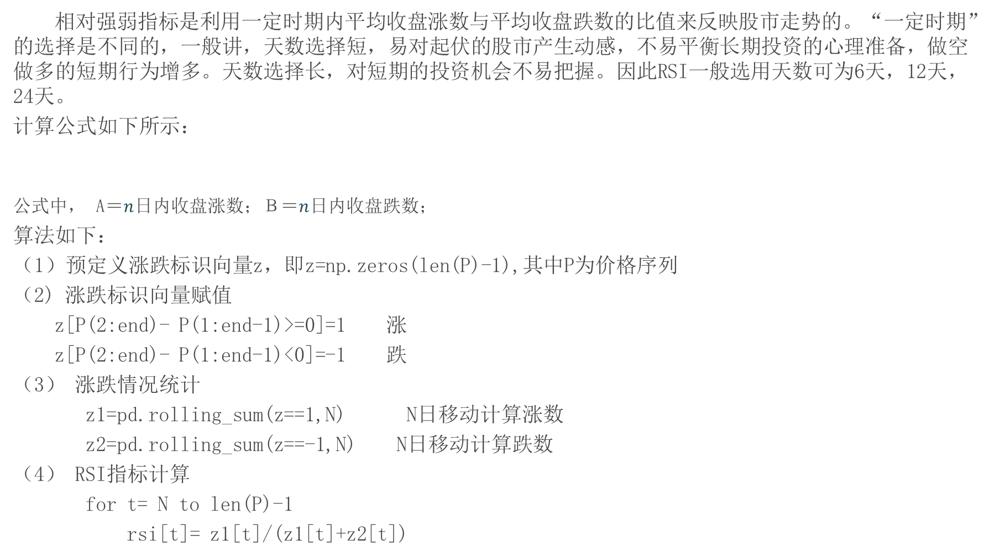 相对强弱指标是利用一定时期内平均收盘涨数与平均收盘跌数的比值来反映股市走势的。“一定时期”
的选择是不同的，一般讲，天数选择短，易对起伏的股市产生动感，不易平衡长期投资的心理准备，做空
做多的短期行为增多。天数选择长，对短期的投资机会不易把握。因此RSI一般选用天数可为6天，12天，
24天。
计算公式如下所示：
公式中， A＝n日内收盘涨数；B＝n日内收盘跌数；
算法如下：
（1）预定义涨跌标识向量z，即z=np.zeros(len(P)-1),其中P为价格序列
（2) 涨跌标识向量赋值
z[P(2:end)- P(1:end-1)>=0]=1 涨
z[P(2:end)- P(1:end-1)<0]=-1 跌
（3） 涨跌情况统计
z1=pd.rolling_sum(z==1,N) N日移动计算涨数
z2=pd.rolling_sum(z==-1,N) N日移动计算跌数
（4） RSI指标计算
for t= N to len(P)-1
rsi[t]= z1[t]/(z1[t]+z2[t])